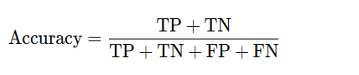 Accuracy = TP + TN / TP + TN + FP + FN